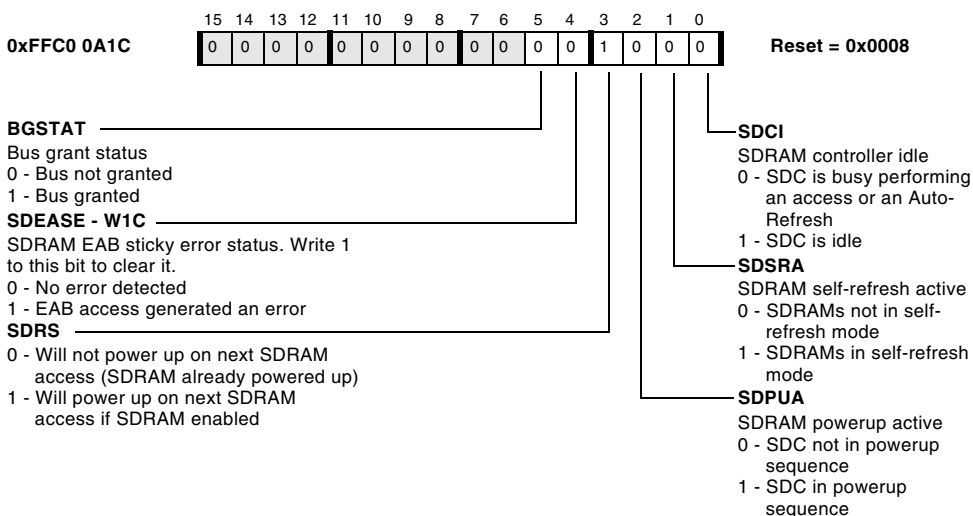 15 14 13 12 11 10 9 8 7 6 5 4 3 2 1 0
0xFFC0 0A1C
0 0 0 0 0 0 0 0 0 0 0 0 1 0 0 0
Reset = 0x0008
BGSTAT
Bus grant status
0 - Bus not granted
1 - Bus granted
SDEASE - W1C
SDRAM EAB sticky error status. Write 1
to this bit to clear it.
0 - No error detected
1 - EAB access generated an error
SDRS
0 - Will not power up on next SDRAM
access (SDRAM already powered up)
1 - Will power up on next SDRAM
access if SDRAM enabled
SDCI
SDRAM controller idle
0 - SDC is busy performing
an access or an Auto-
Refresh
1 - SDC is idle
SDSRA
SDRAM self-refresh active
0 - SDRAMs not in self-
refresh mode
1 - SDRAMs in self-refresh
mode
SDPUA
SDRAM powerup active
0 - SDC not in powerup
sequence
1 - SDC in powerup
sequence